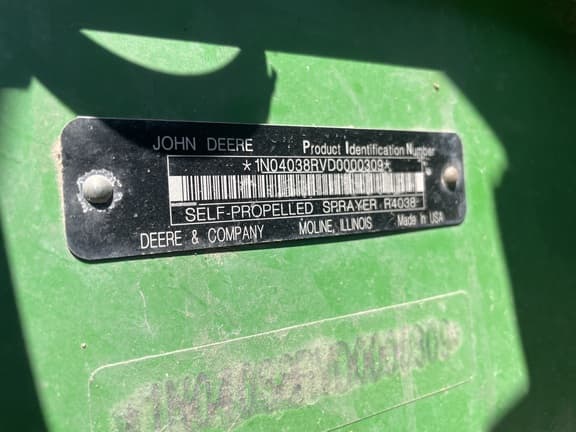 JOHN DEERE Product Identification Number
*1N04038RVD0000309*
SELF-PROPELLED SPRAYER R4038
DEERE & COMPANY MOLINE, ILLINOIS Made in USA